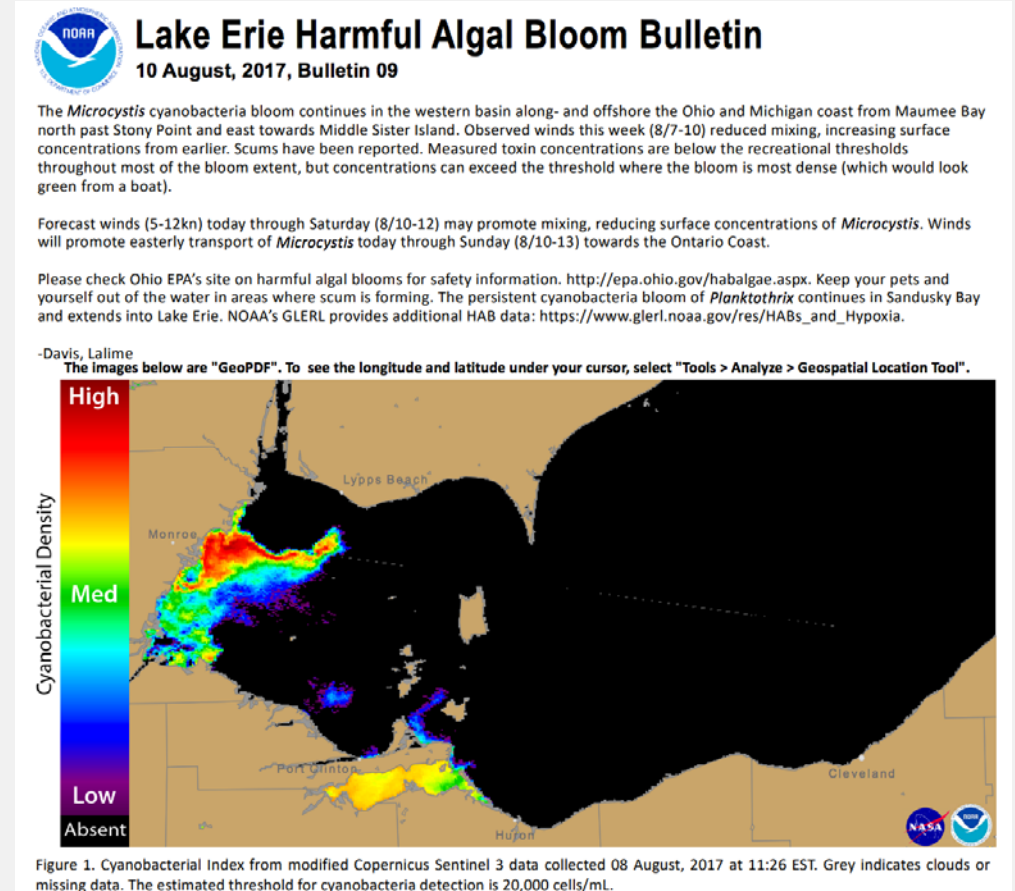 NOAA
Lake Erie Harmful Algal Bloom Bulletin
10 August, 2017, Bulletin 09
The Microcystis cyanobacteria bloom continues in the western basin along- and offshore the Ohio and Michigan coast from Maumee Bay
north past Stony Point and east towards Middle Sister Island. Observed winds this week (8/7-10) reduced mixing, increasing surface
concentrations from earlier. Scums have been reported. Measured toxin concentrations are below the recreational thresholds
throughout most of the bloom extent, but concentrations can exceed the threshold where the bloom is most dense (which would look
green from a boat).
Forecast winds (5-12kn) today through Saturday (8/10-12) may promote mixing, reducing surface concentrations of Microcystis. Winds
will promote easterly transport of Microcystis today through Sunday (8/10-13) towards the Ontario Coast.
Please check Ohio EPA's site on harmful algal blooms for safety information. http://epa.ohio.gov/habalgae.aspx. Keep your pets and
yourself out of the water in areas where scum is forming. The persistent cyanobacteria bloom of Planktothrix continues in Sandusky Bay
and extends into Lake Erie. NOAA's GLERL provides additional HAB data: https://www.glerl.noaa.gov/res/HABs_and_Hypoxia.
-Davis, Lalime
The images below are "GeoPDF". To see the longitude and latitude under your cursor, select "Tools > Analyze > Geospatial Location Tool".
High
Lypps Beach
Monroe
Cyanobacterial Density
Med
Port Clinton
Cleveland
Low
Absent
Huron
NASA
NOAA
Figure 1. Cyanobacterial Index from modified Copernicus Sentinel 3 data collected 08 August, 2017 at 11:26 EST. Grey indicates clouds or
missing data. The estimated threshold for cyanobacteria detection is 20,000 cells/mL.